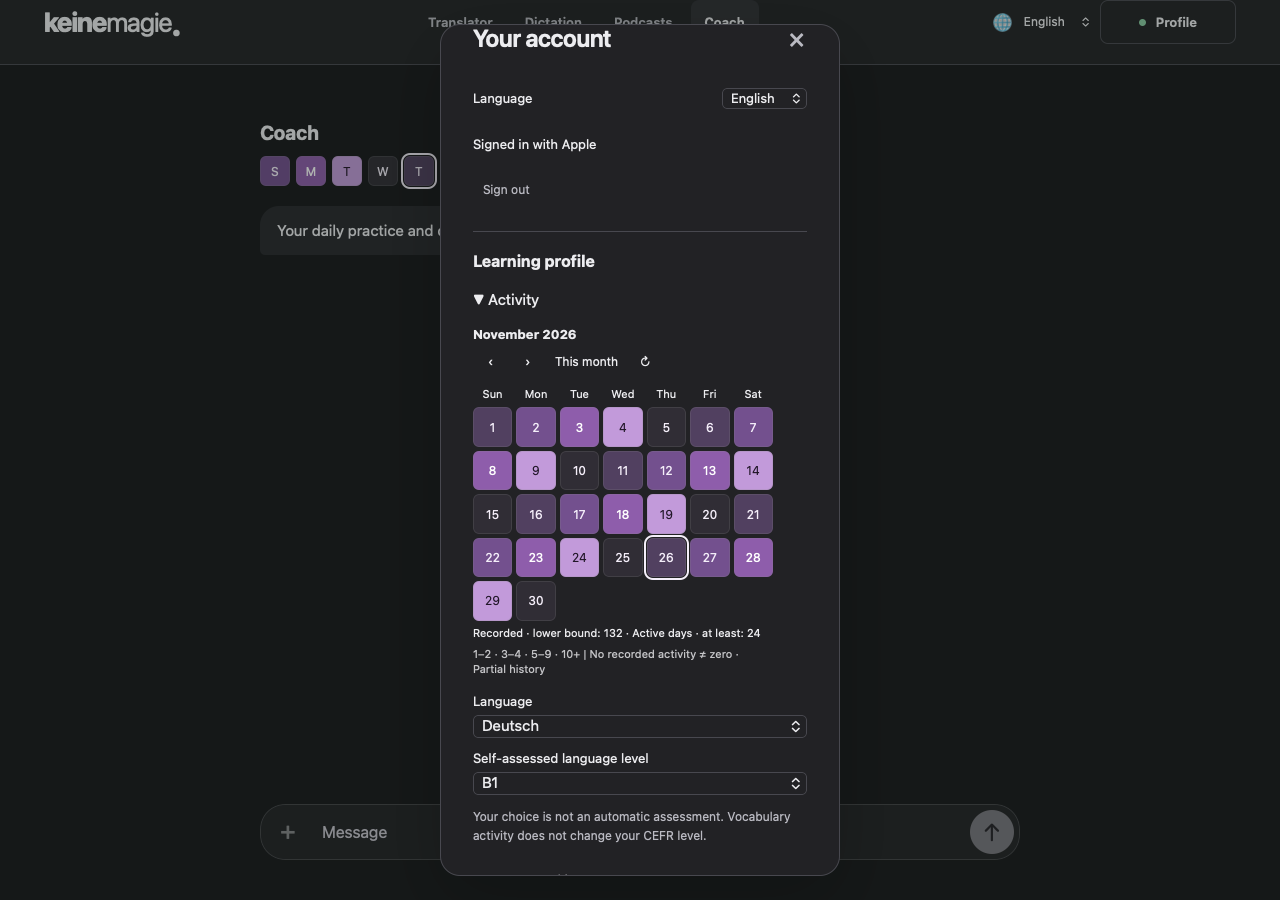 keinemagie.
Translator Dictation Podcasts Coach
English
Profile
Your account
Language English
Signed in with Apple
Sign out
Coach
S M T W T
Your daily practice and
Learning profile
▼ Activity
November 2026
‹ › This month ↻
Sun Mon Tue Wed Thu Fri Sat
1 2 3 4 5 6 7
8 9 10 11 12 13 14
15 16 17 18 19 20 21
22 23 24 25 26 27 28
29 30
Recorded · lower bound: 132 · Active days · at least: 24
1–2 · 3–4 · 5–9 · 10+ | No recorded activity ≠ zero ·
Partial history
Language
Deutsch
Self-assessed language level
B1
Your choice is not an automatic assessment. Vocabulary
activity does not change your CEFR level.
+ Message